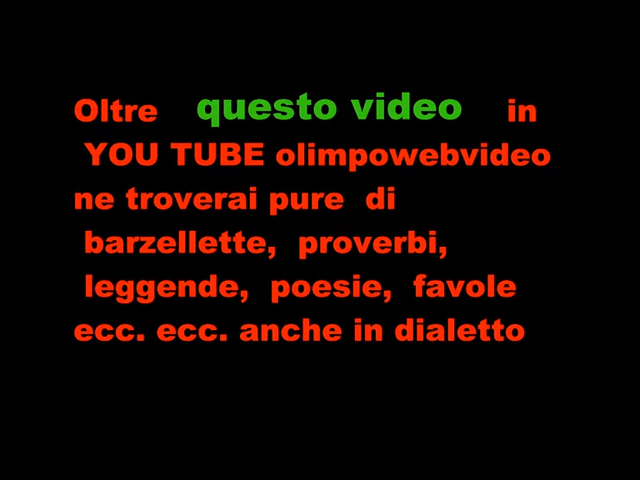 Oltre questo video in
YOU TUBE olimpowebvideo
ne troverai pure di
barzellette, proverbi,
leggende, poesie, favole
ecc. ecc. anche in dialetto